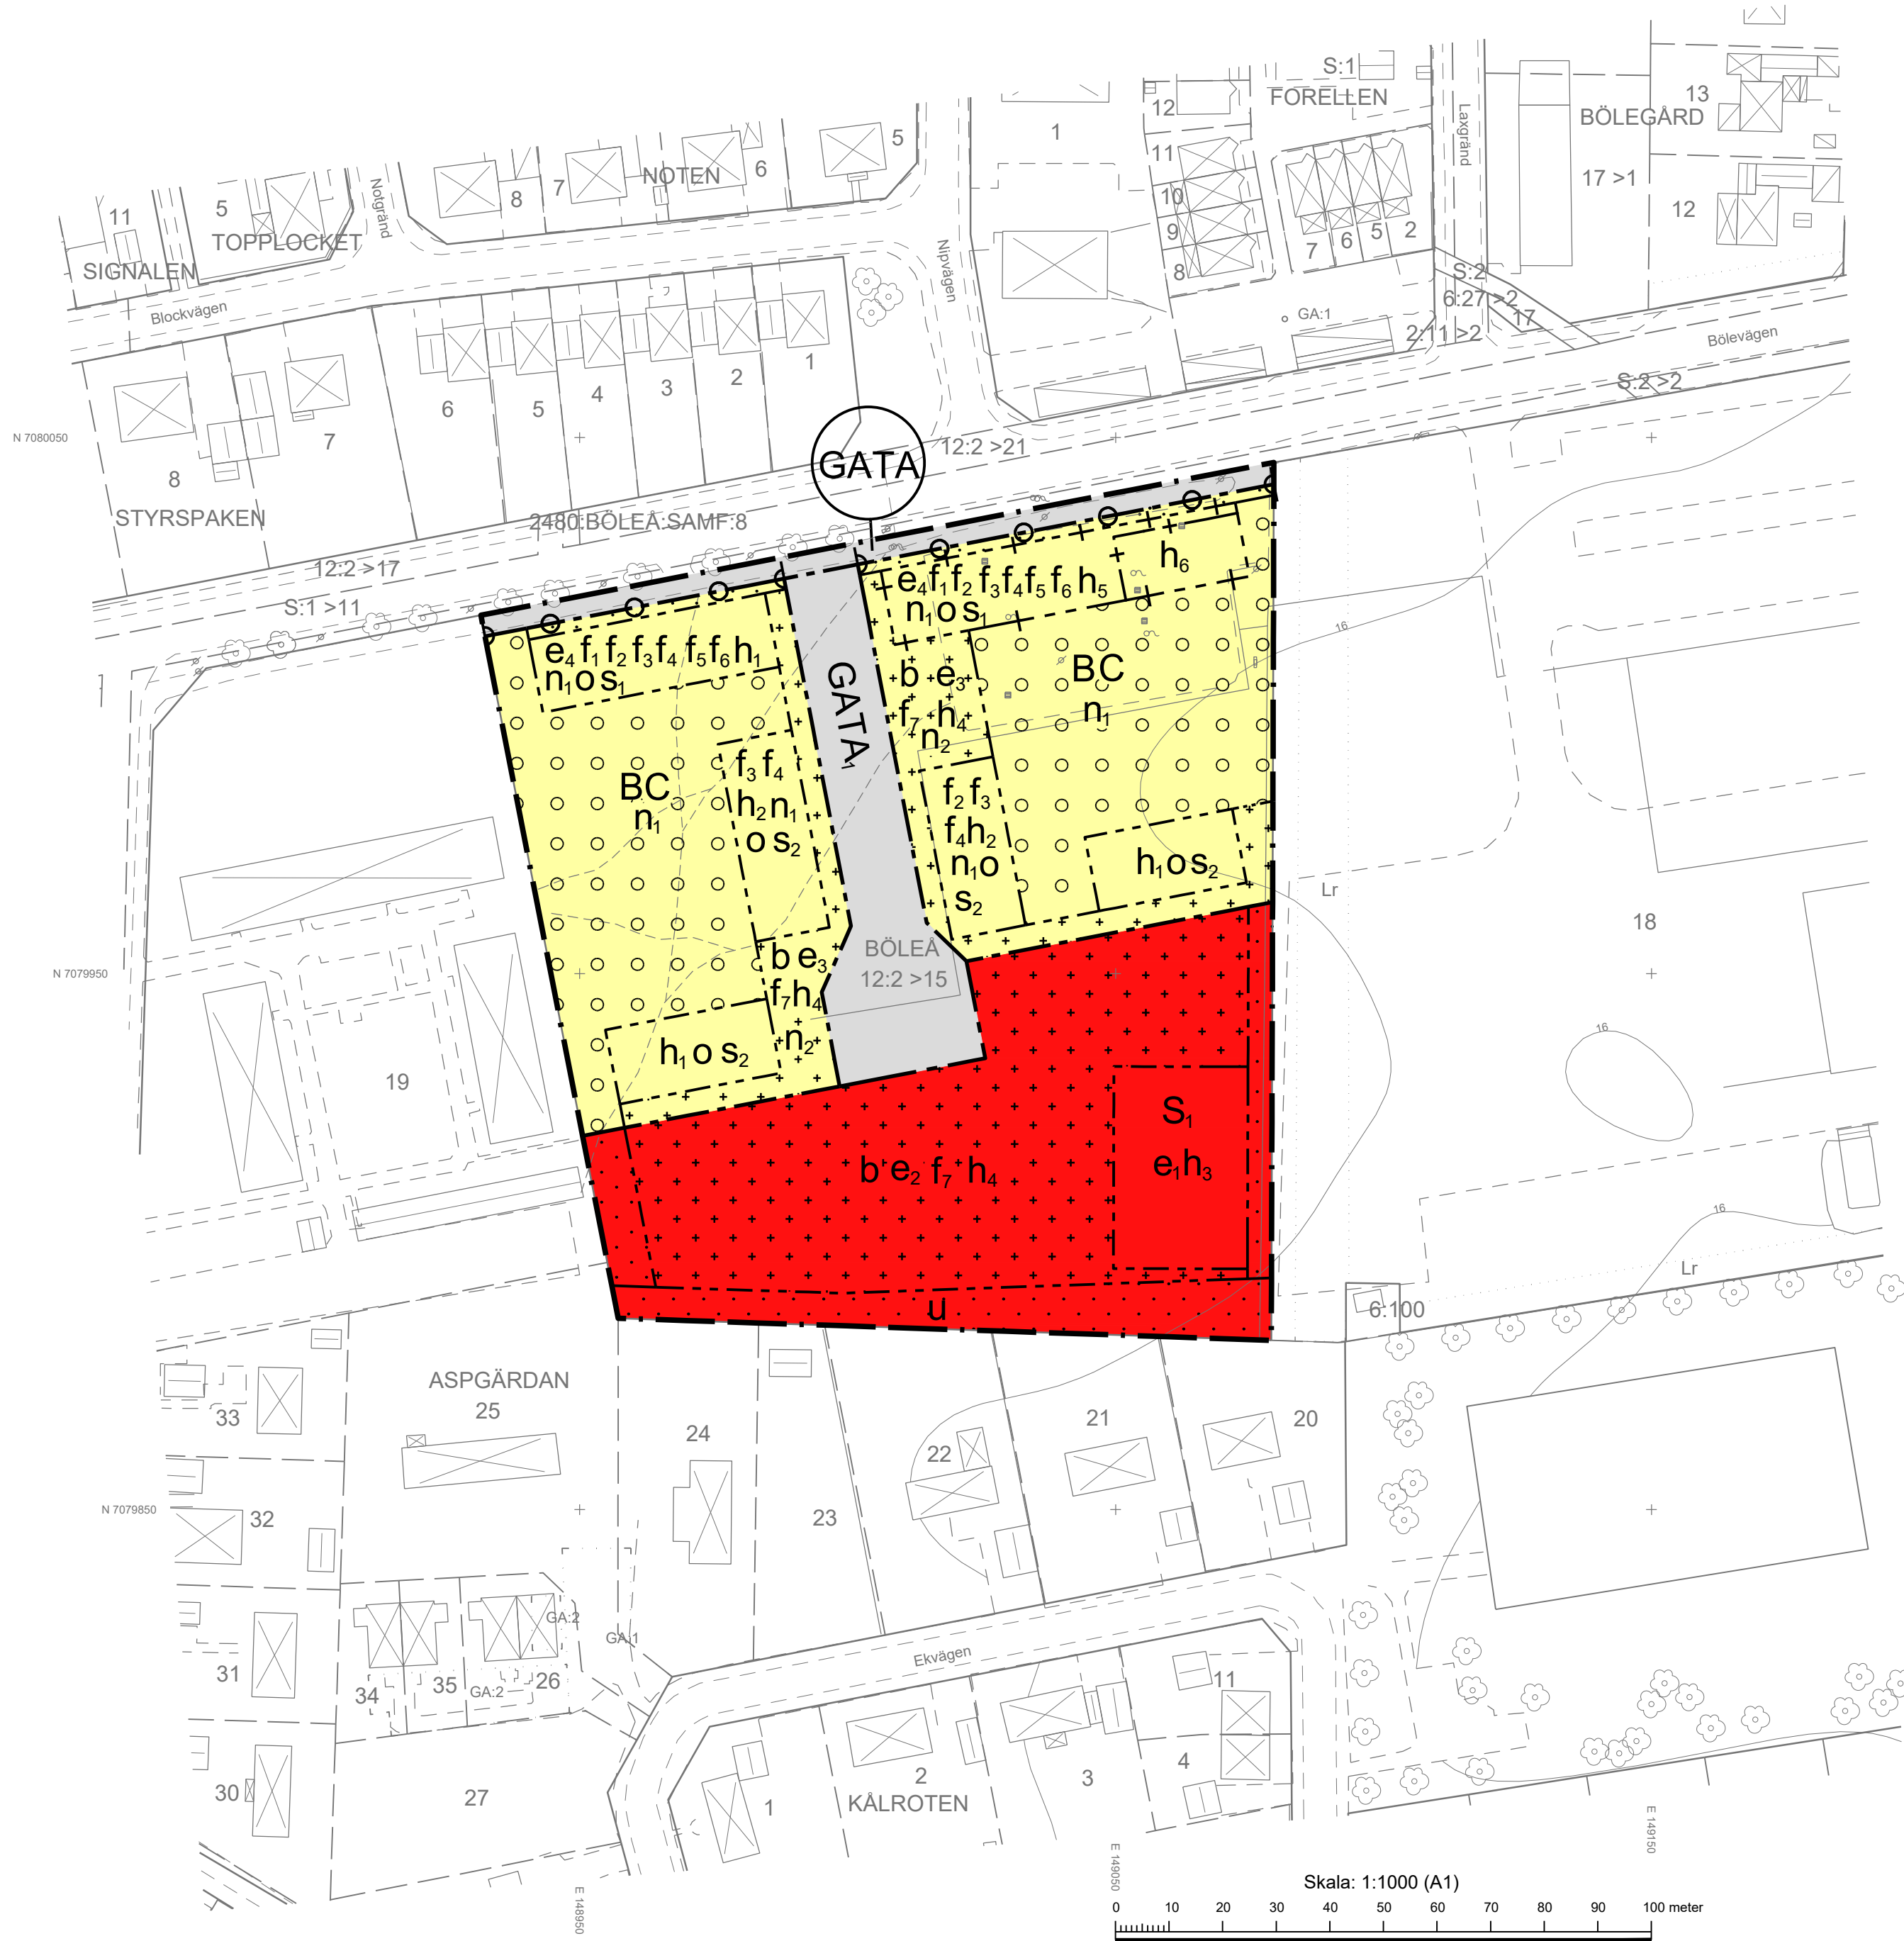 S:1
FORELLEN
Laxgränd
13
BÖLEGÅRD
17 >1
12
12
11
10
9
8
1
7
6
5
2
5
6
NOTEN
7
8
Notgränd
5
TOPPLOCKET
11
SIGNALEN
Blockvägen
Nipvägen
S:2
6:27 >2
17
2:11 >2
GA:1
Bölevägen
S:2 >2
1
2
3
4
5
6
7
8
N 7080050
STYRSPAKEN
12:2 >21
GATA
2480:BÖLEÅ:SAMF:8
12:2 >17
S:1 >11
h6
e4 f1 f2 f3 f4 f5 f6 h5
n1 o s1
e4 f1 f2 f3 f4 f5 f6 h1
n1 o s1
GATA1
b e3
f7 h4
n2
BC
n1
16
BC
n1
f3 f4
h2 n1
o s2
f2 f3
f4 h2
n1 o
s2
h1 o s2
Lr
18
BÖLEÅ
12:2 >15
N 7079950
b e3
f7 h4
n2
h1 o s2
19
16
S1
e1 h3
b e2 f7 h4
16
Lr
u
6:100
ASPGÄRDAN
25
33
24
22
21
20
23
N 7079850
32
GA:2
GA:1
31
34
35
GA:2
26
Ekvägen
11
30
27
1
2
KÅLROTEN
3
4
E 148950
E 149050
E 149150
Skala: 1:1000 (A1)
0 10 20 30 40 50 60 70 80 90 100 meter